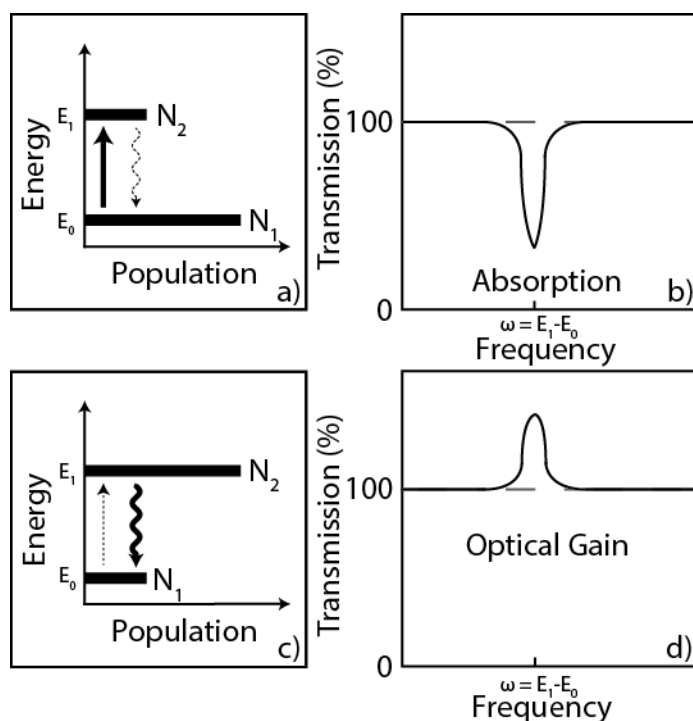 Energy
E₁
N₂
E₀
N₁
Population
a)
Transmission (%)
100
0
Absorption
b)
ω = E₁-E₀
Frequency
Energy
E₁
N₂
E₀
N₁
Population
c)
Transmission (%)
100
0
Optical Gain
d)
ω = E₁-E₀
Frequency